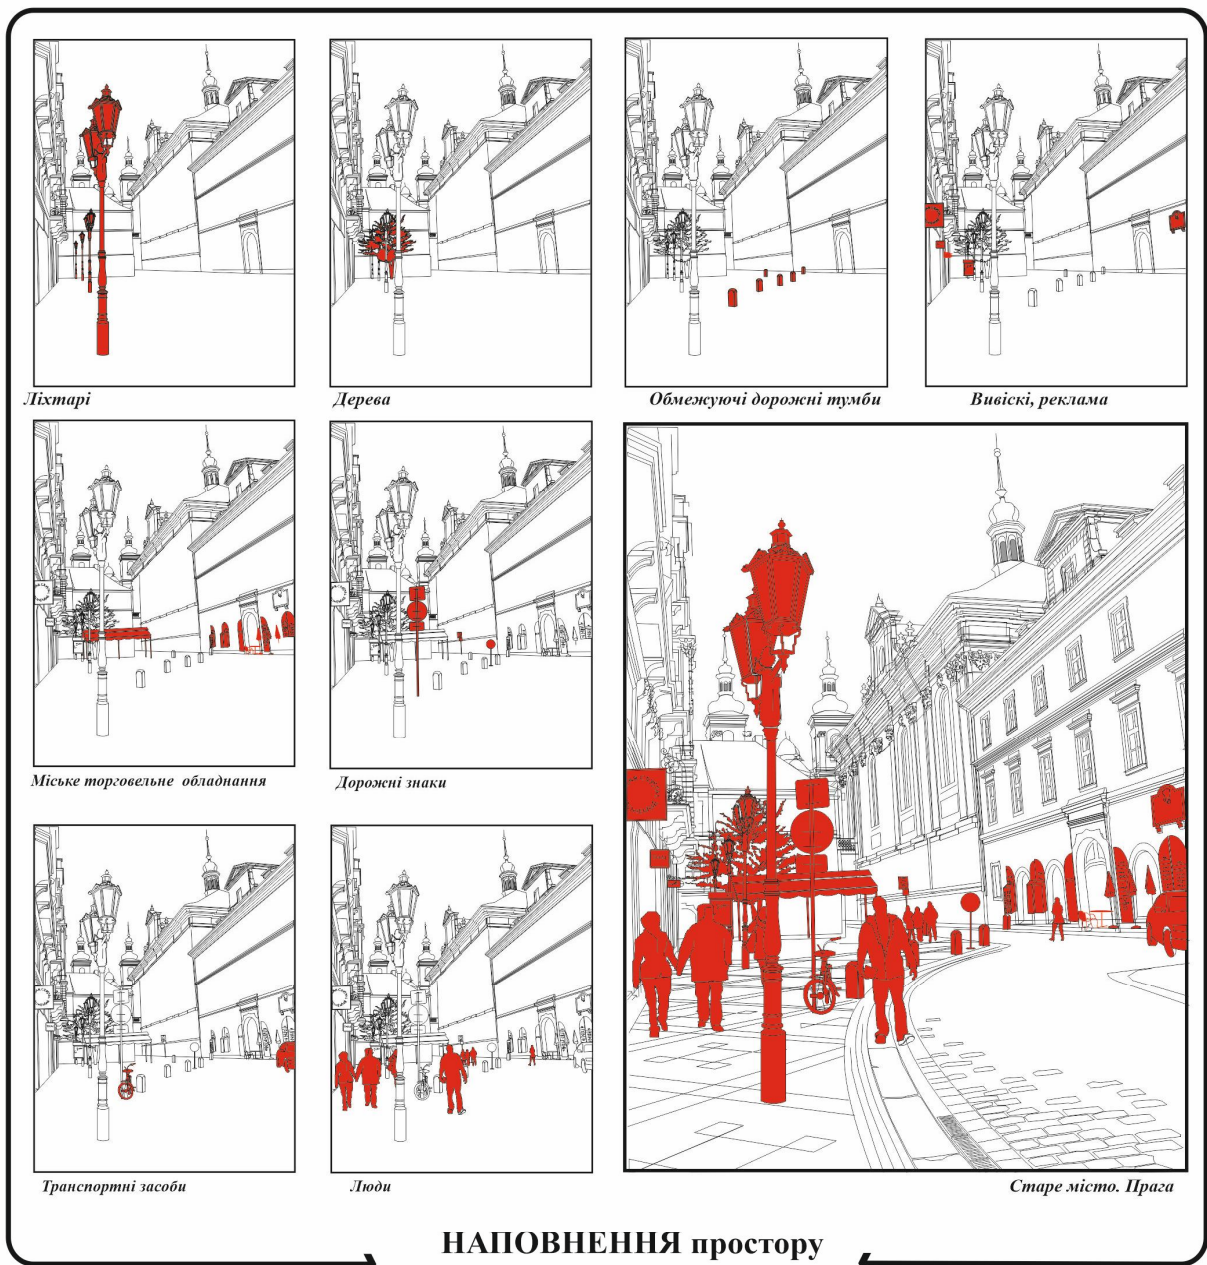 Ліхтарі
Дерева
Обмежуючі дорожні тумби
Вивіскі, реклама
Міське торговельне обладнання
Дорожні знаки
Транспортні засоби
Люди
Старе місто. Прага
НАПОВНЕННЯ простору